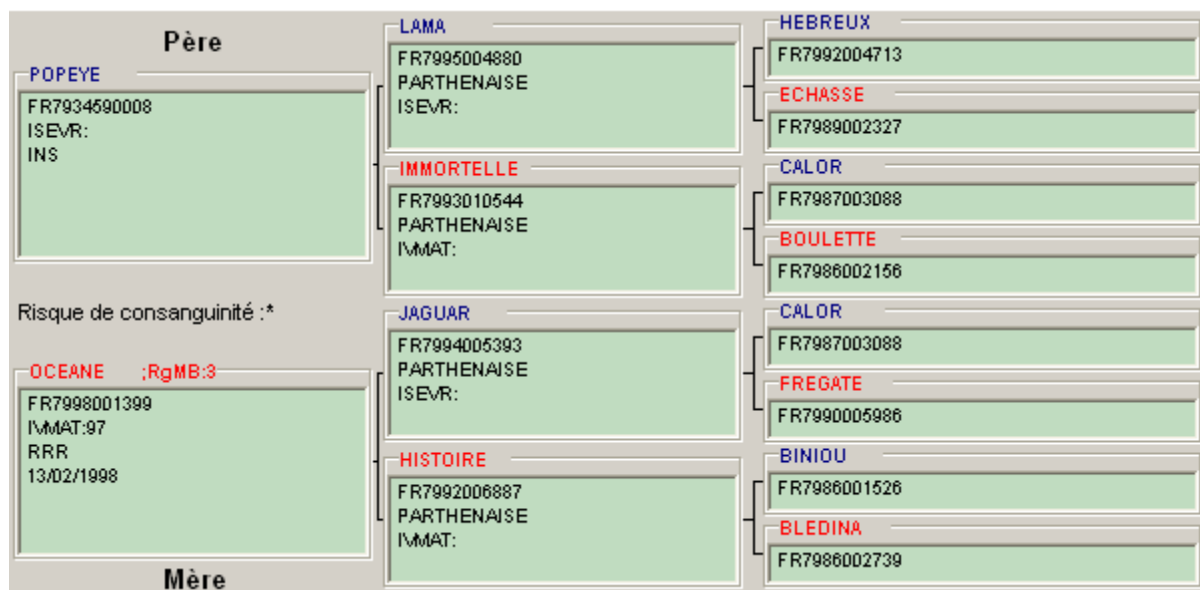 Père
POPEYE
FR7934590008
ISEVR:
INS
Risque de consanguinité :*
OCEANE ;RgMB:3
FR7998001399
IVMAT:97
RRR
13/02/1998
Mère
LAMA
FR7995004880
PARTHENAISE
ISEVR:
IMMORTELLE
FR7993010544
PARTHENAISE
IVMAT:
JAGUAR
FR7994005393
PARTHENAISE
ISEVR:
HISTOIRE
FR7992006887
PARTHENAISE
IVMAT:
HEBREUX
FR7992004713
ECHASSE
FR7989002327
CALOR
FR7987003088
BOULETTE
FR7986002156
CALOR
FR7987003088
FREGATE
FR7990005986
BINIOU
FR7986001526
BLEDINA
FR7986002739